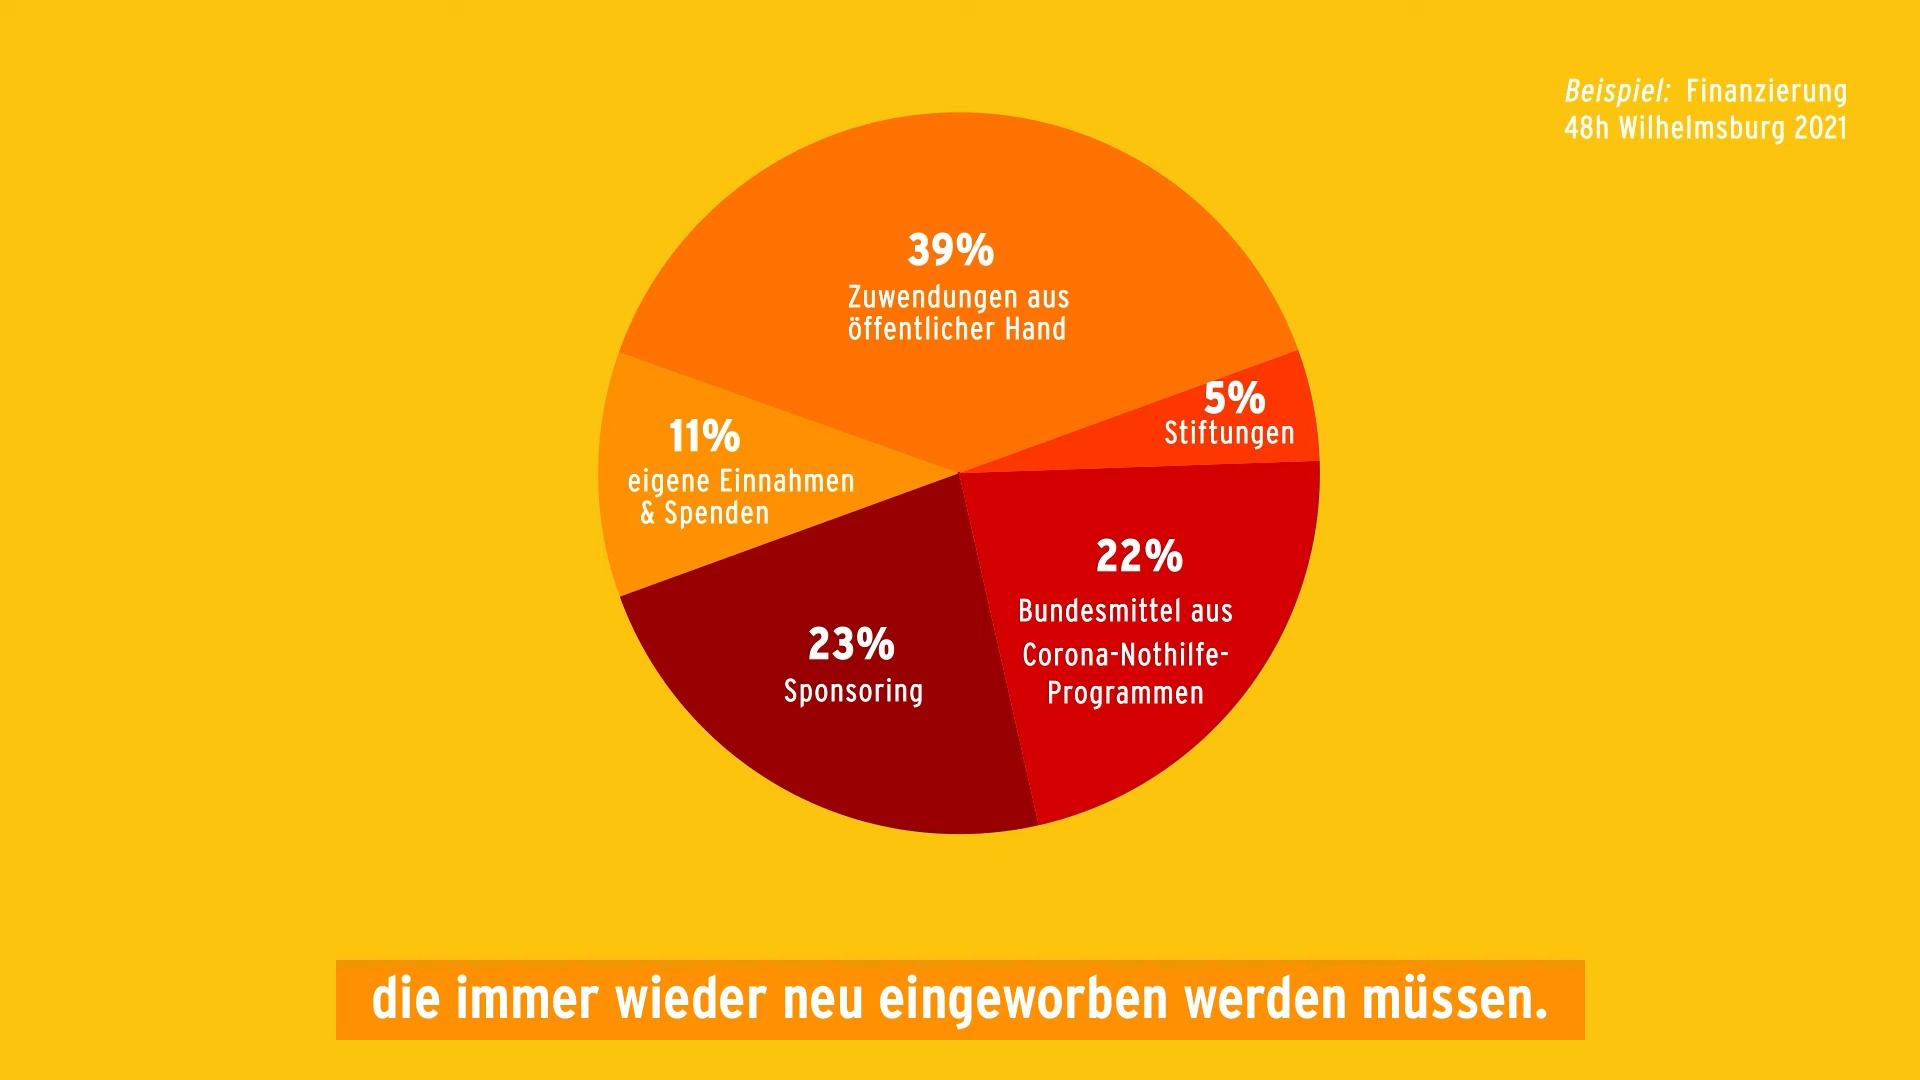 Beispiel: Finanzierung
48h Wilhelmsburg 2021
39%
Zuwendungen aus
öffentlicher Hand
5%
Stiftungen
11%
eigene Einnahmen
& Spenden
22%
Bundesmittel aus
Corona-Nothilfe-
Programmen
23%
Sponsoring
die immer wieder neu eingeworben werden müssen.